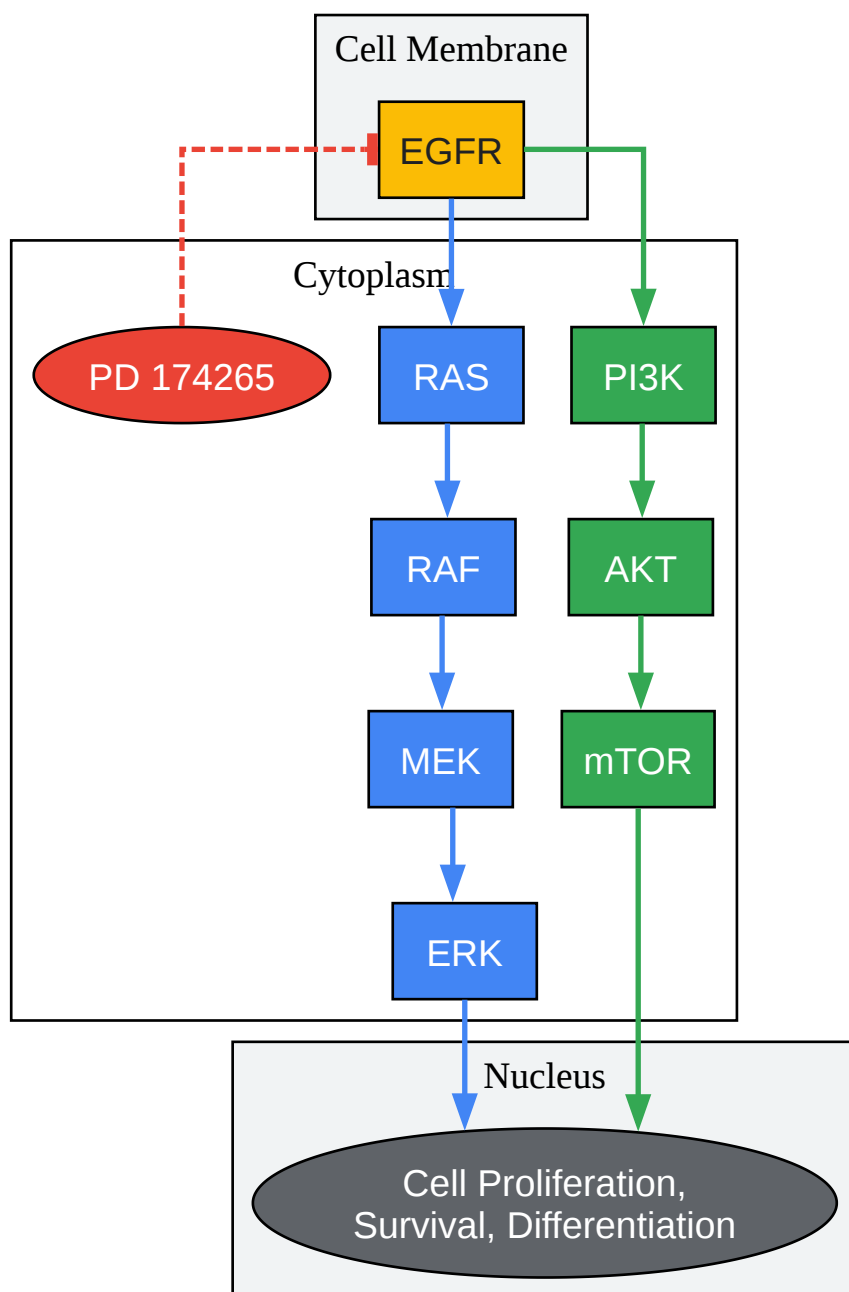 Cell Membrane
EGFR
Cytoplasm
PD 174265
RAS
PI3K
RAF
AKT
MEK
mTOR
ERK
Nucleus
Cell Proliferation,
Survival, Differentiation